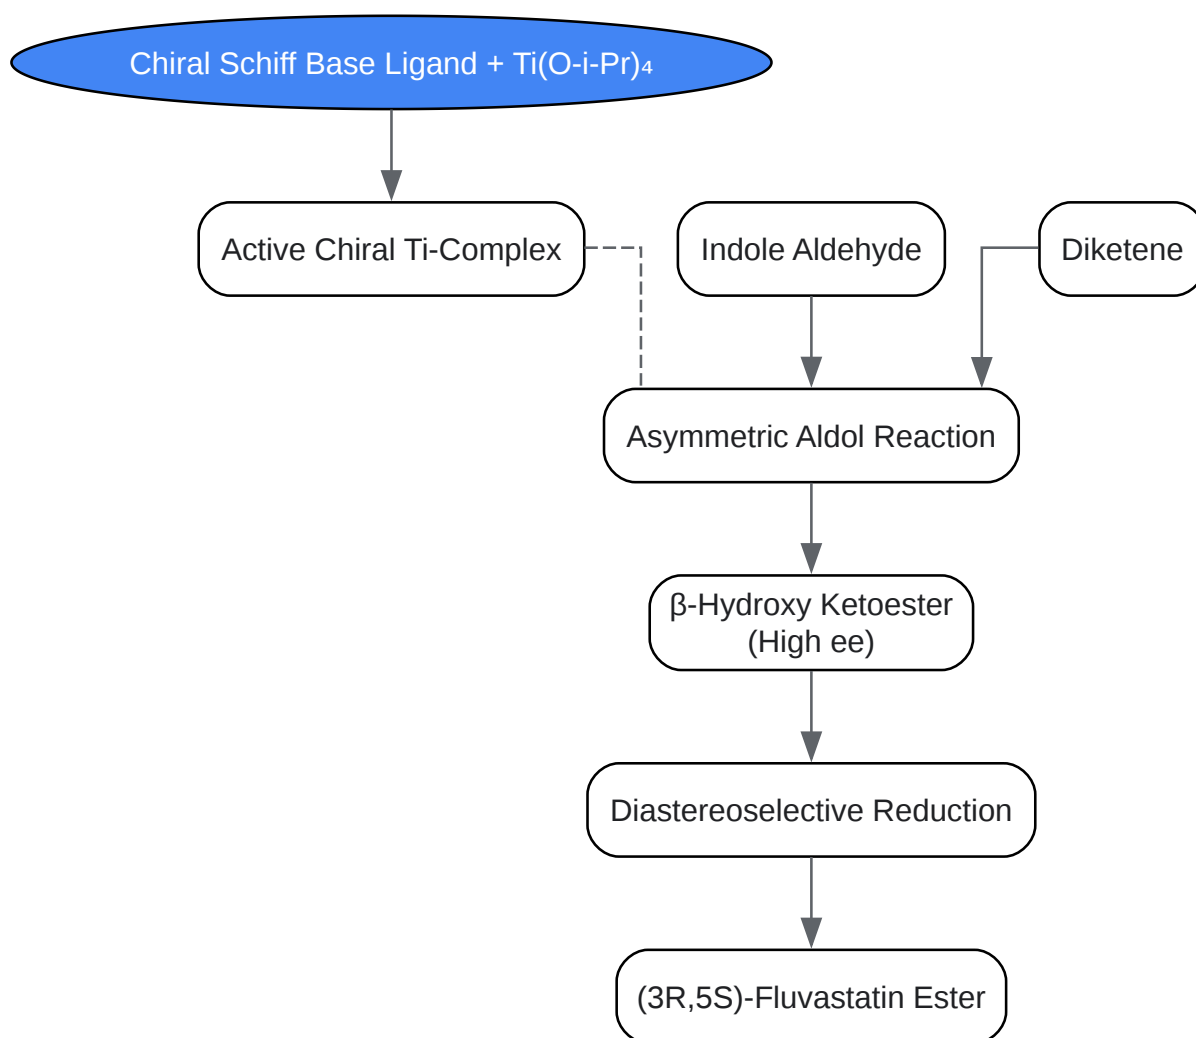 Chiral Schiff Base Ligand + Ti(O-i-Pr)₄
Active Chiral Ti-Complex
Indole Aldehyde
Diketene
Asymmetric Aldol Reaction
β-Hydroxy Ketoester
(High ee)
Diastereoselective Reduction
(3R,5S)-Fluvastatin Ester